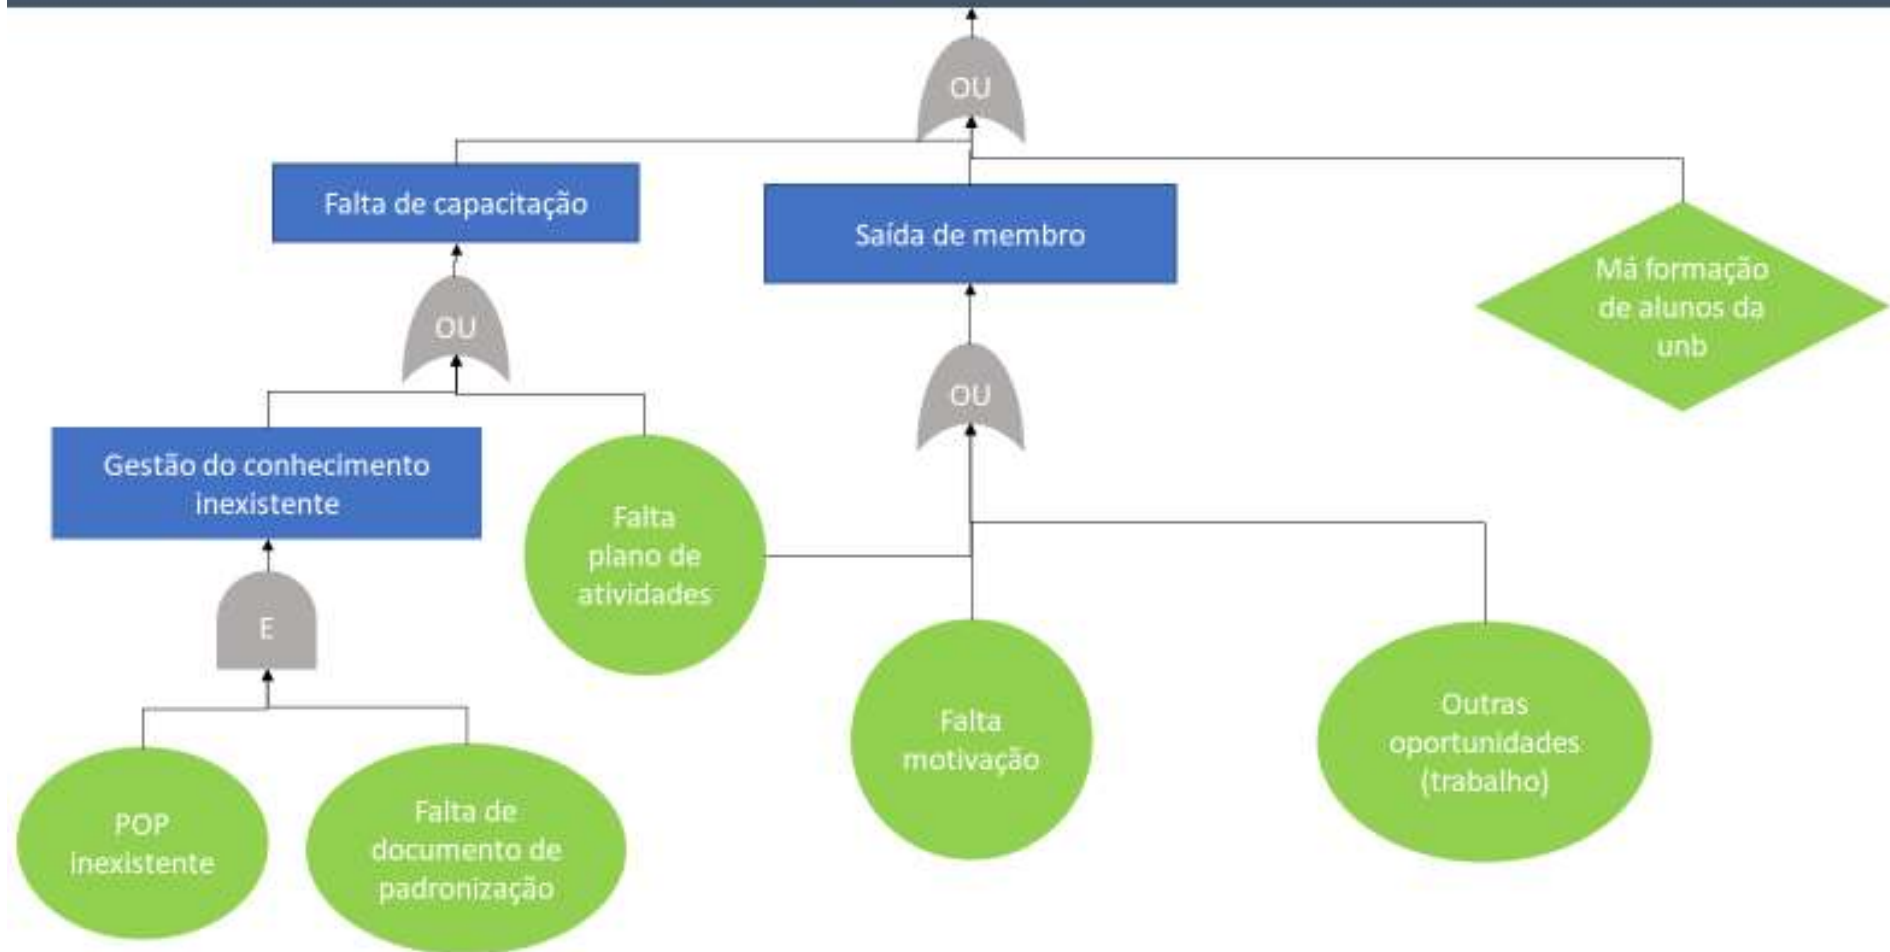 OU
Falta de capacitação
Saída de membro
Má formação
de alunos da
unb
OU
OU
Gestão do conhecimento
inexistente
Falta
plano de
atividades
E
Falta
motivação
Outras
oportunidades
(trabalho)
POP
inexistente
Falta de
documento de
padronização